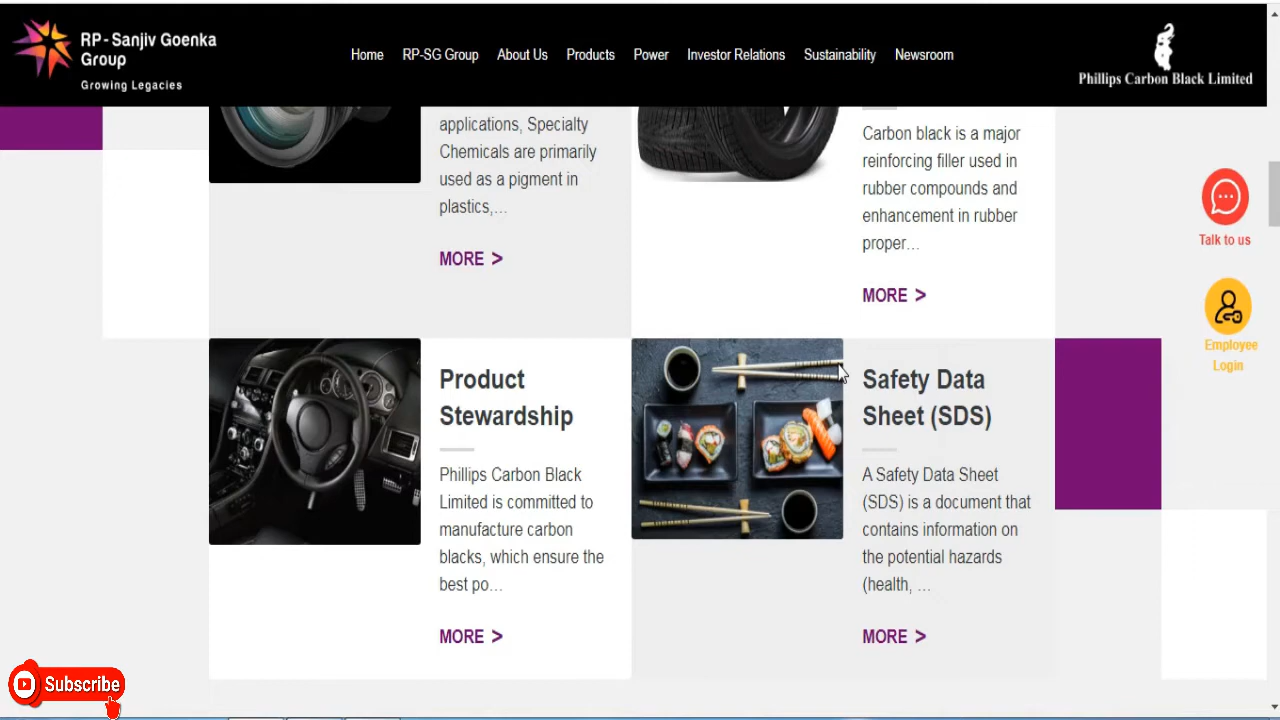 RP - Sanjiv Goenka
Group
Growing Legacies
Home
RP-SG Group
About Us
Products
Power
Investor Relations
Sustainability
Newsroom
Phillips Carbon Black Limited
applications, Specialty
Chemicals are primarily
used as a pigment in
plastics,...
MORE >
Carbon black is a major
reinforcing filler used in
rubber compounds and
enhancement in rubber
proper...
MORE >
Talk to us
Employee
Login
Product
Stewardship
Phillips Carbon Black
Limited is committed to
manufacture carbon
blacks, which ensure the
best po...
MORE >
Safety Data
Sheet (SDS)
A Safety Data Sheet
(SDS) is a document that
contains information on
the potential hazards
(health, ...
MORE >
Subscribe